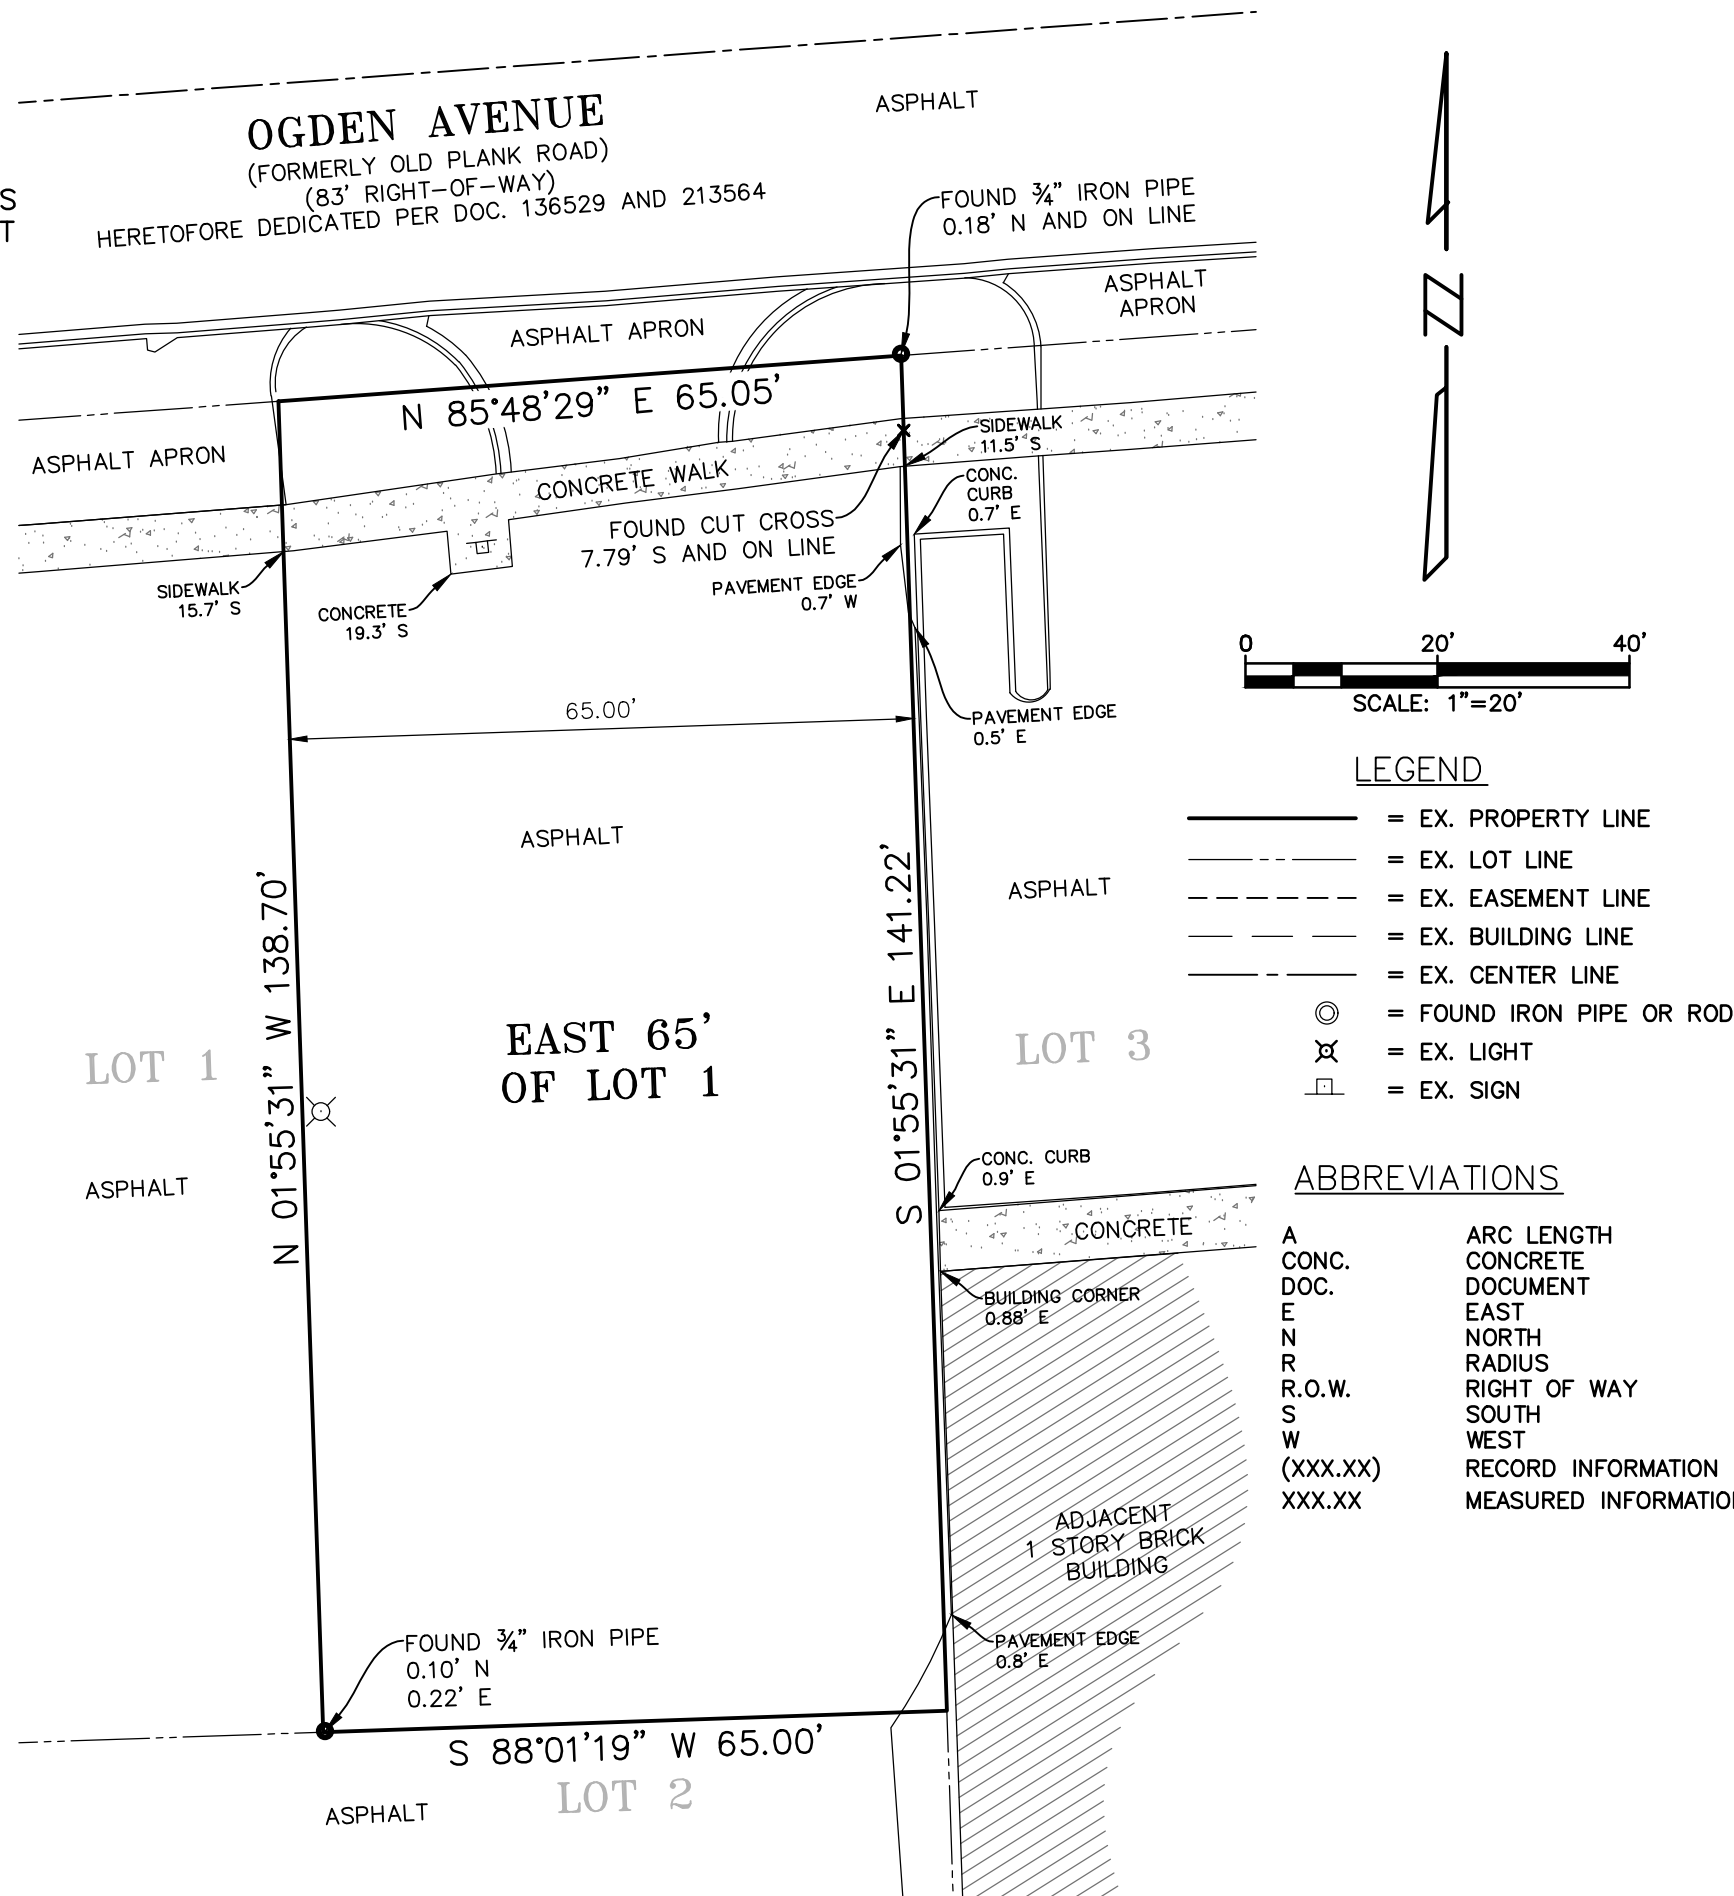 OGDEN AVENUE
(FORMERLY OLD PLANK ROAD)
(83' RIGHT-OF-WAY)
HERETOFORE DEDICATED PER DOC. 136529 AND 213564
S
T
ASPHALT
FOUND ¾" IRON PIPE
0.18' N AND ON LINE
ASPHALT
APRON
ASPHALT APRON
N 85°48'29" E 65.05'
ASPHALT APRON
SIDEWALK
11.5' S
CONCRETE WALK
CONC.
CURB
0.7' E
FOUND CUT CROSS
7.79' S AND ON LINE
SIDEWALK
15.7' S
CONCRETE
19.3' S
PAVEMENT EDGE
0.7' W
65.00'
PAVEMENT EDGE
0.5' E
ASPHALT
ASPHALT
N 01°55'31" W 138.70'
S 01°55'31" E 141.22'
EAST 65'
OF LOT 1
LOT 1
LOT 3
ASPHALT
CONC. CURB
0.9' E
CONCRETE
BUILDING CORNER
0.88' E
ADJACENT
1 STORY BRICK
BUILDING
PAVEMENT EDGE
0.8' E
FOUND ¾" IRON PIPE
0.10' N
0.22' E
S 88°01'19" W 65.00'
LOT 2
ASPHALT
N
0 20' 40'
SCALE: 1"=20'
LEGEND
= EX. PROPERTY LINE
= EX. LOT LINE
= EX. EASEMENT LINE
= EX. BUILDING LINE
= EX. CENTER LINE
= FOUND IRON PIPE OR ROD
= EX. LIGHT
= EX. SIGN
ABBREVIATIONS
A ARC LENGTH
CONC. CONCRETE
DOC. DOCUMENT
E EAST
N NORTH
R RADIUS
R.O.W. RIGHT OF WAY
S SOUTH
W WEST
(XXX.XX) RECORD INFORMATION
XXX.XX MEASURED INFORMATION